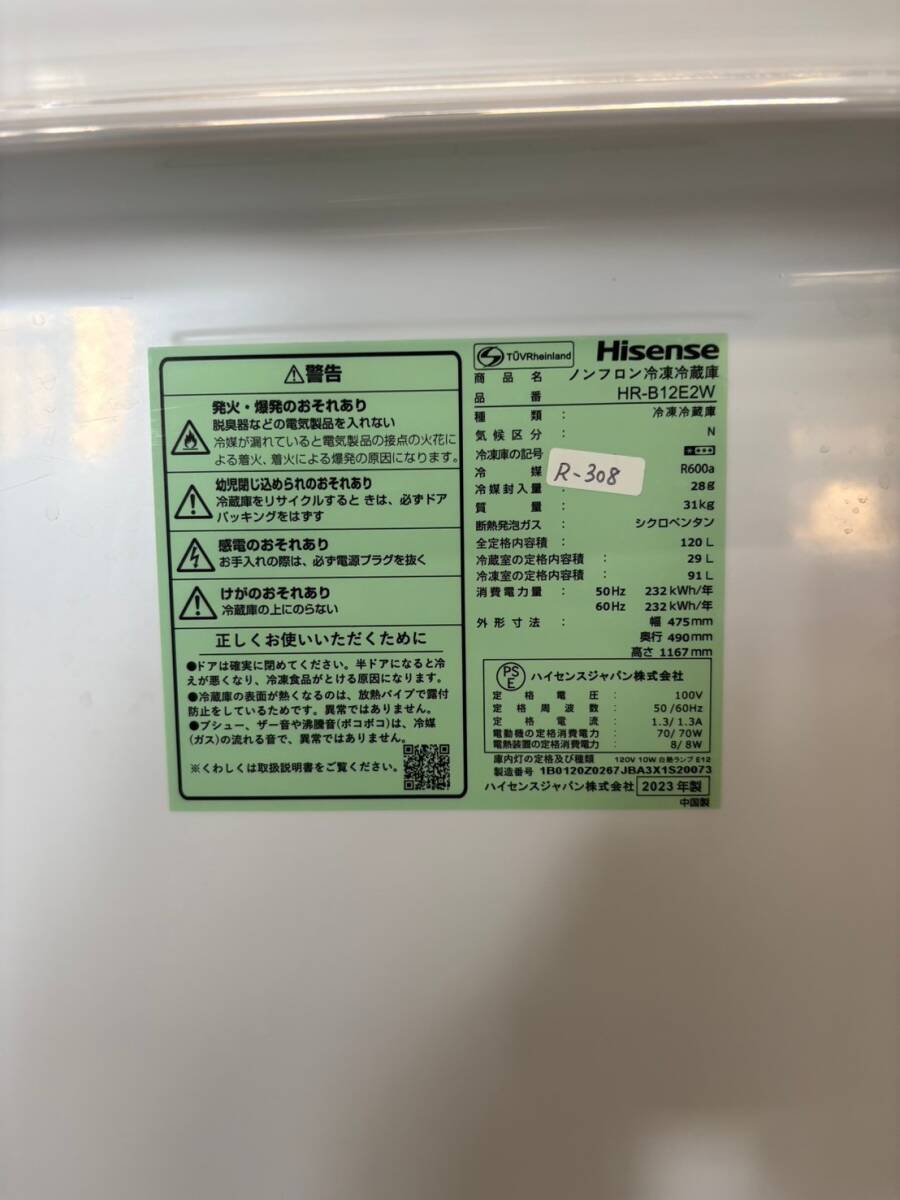 ⚠警告
発火・爆発のおそれあり
脱臭器などの電気製品を入れない
冷媒が漏れていると電気製品の接点の火花に
よる着火、着火による爆発の原因になります。
幼児閉じ込められのおそれあり
冷蔵庫をリサイクルすると きは、必ずドア
パッキングをはずす
感電のおそれあり
お手入れの際は、必ず電源プラグを抜く
けがのおそれあり
冷蔵庫の上にのらない
正しくお使いいただくために
●ドアは確実に閉めてください。半ドアになると冷
えが悪くなり、冷凍食品がとける原因になります。
●冷蔵庫の表面が熱くなるのは、放熱パイプで露付
防止をしているためです。異常ではありません。
●プシュー、ザー音や沸騰音(ボコボコ)は、冷媒
(ガス)の流れる音で、異常ではありません。
※くわしくは取扱説明書をご覧ください。
TÜVRheinland Hisense
商品名 ノンフロン冷凍冷蔵庫
品番 HR-B12E2W
種類: 冷凍冷蔵庫
気候区分: N
冷凍庫の記号
冷媒 R600a
冷媒封入量 28g
R-308
質量: 31kg
断熱発泡ガス: シクロペンタン
全定格内容積: 120L
冷蔵室の定格内容積: 29L
冷凍室の定格内容積: 91L
消費電力量: 50Hz 232kWh/年
60Hz 232kWh/年
外形寸法: 幅 475mm
奥行 490mm
高さ 1167mm
PSE ハイセンスジャパン株式会社
定格電圧: 100V
定格周波数: 50/60Hz
定格電流: 1.3/1.3A
電動機の定格消費電力: 70/70W
電熱装置の定格消費電力: 8/8W
庫内灯の定格及び種類 120V 10W 白熱ランプ E12
製造番号 1B0120Z0267JBA3X1S20073
ハイセンスジャパン株式会社 2023年製
中国製